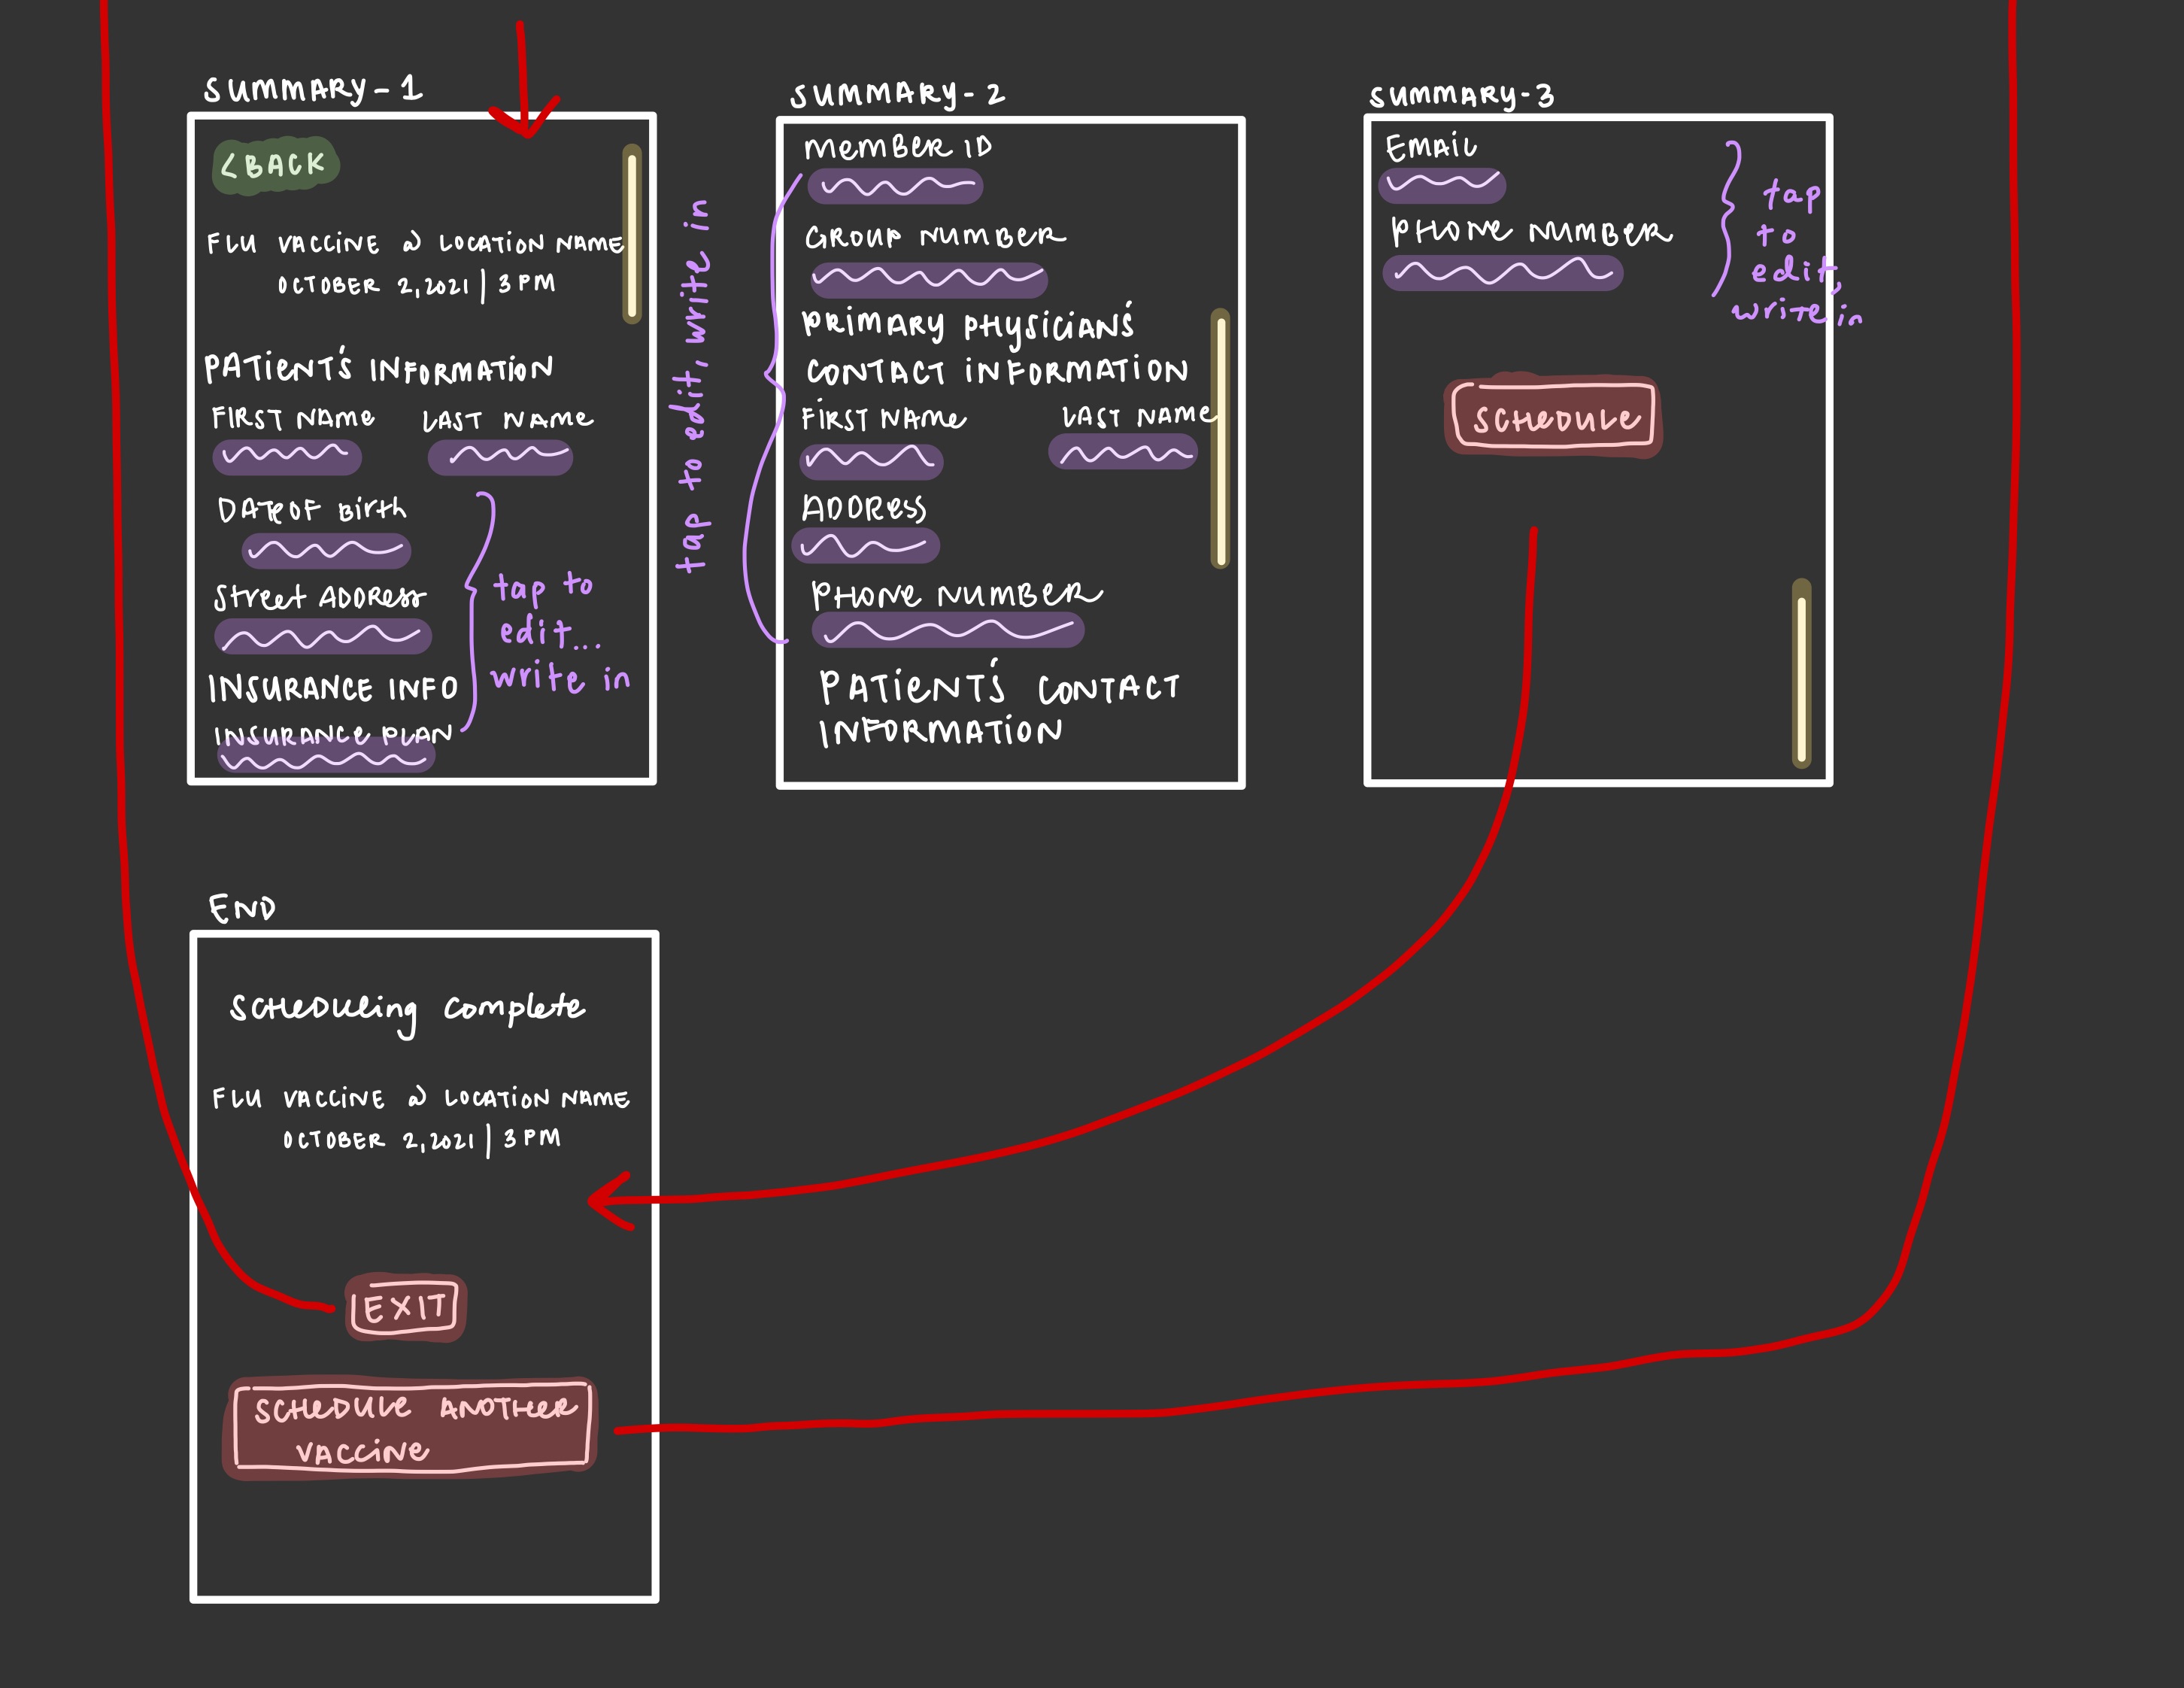 SUMMARY-1
< BACK
FLU VACCINE @ LOCATION NAME
OCTOBER 2, 2021 | 3 PM
PATIENT'S INFORMATION
FIRST NAME LAST NAME
DATE OF BIRTH
STREET ADDRESS
INSURANCE INFO
INSURANCE PLAN
tap to
edit...
write in
SUMMARY-2
tap to edit, write in
MEMBER ID
GROUP NUMBER
PRIMARY PHYSICIAN'S
CONTACT INFORMATION
FIRST NAME LAST NAME
ADDRESS
PHONE NUMBER
PATIENT'S CONTACT
INFORMATION
SUMMARY-3
EMAIL
PHONE NUMBER
tap
to
edit,
write in
SCHEDULE
END
SCHEDULING COMPLETE
FLU VACCINE @ LOCATION NAME
OCTOBER 2, 2021 | 3 PM
EXIT
SCHEDULE ANOTHER
VACCINE